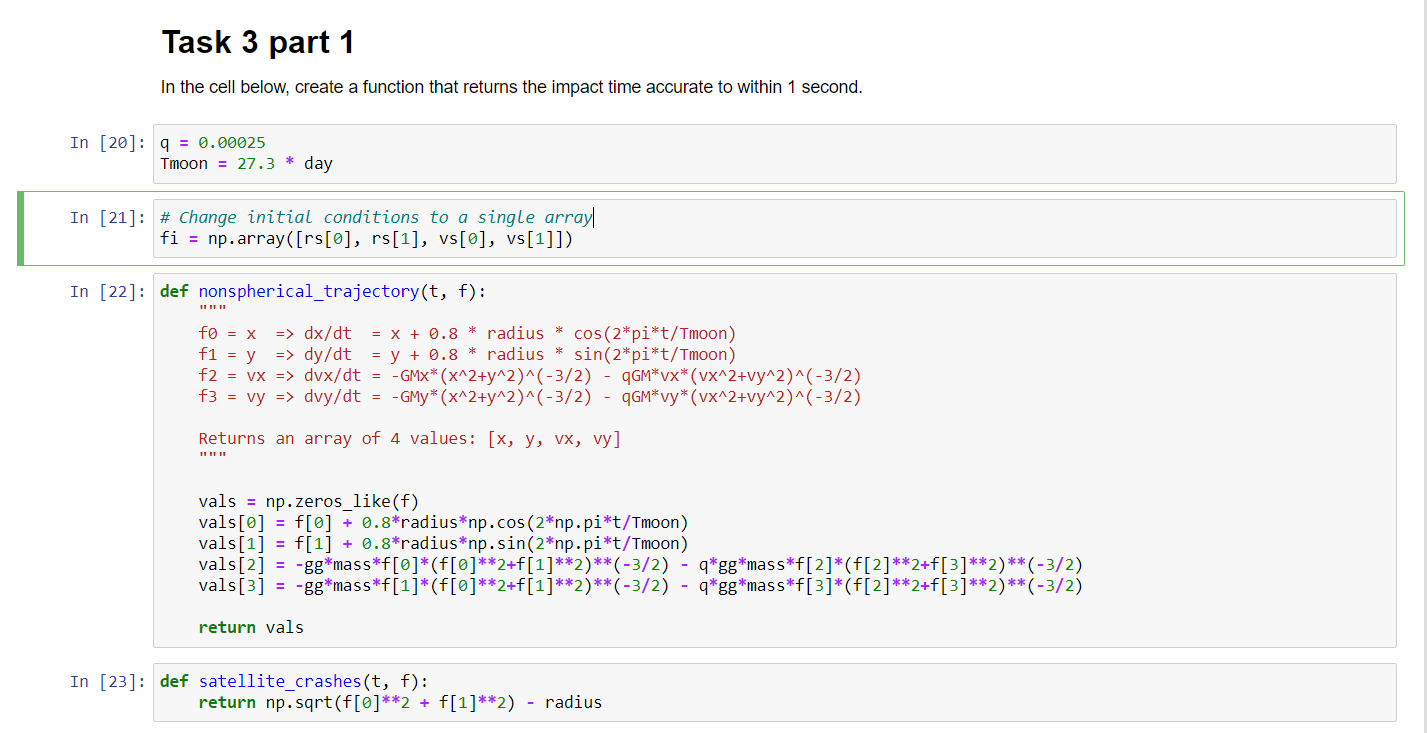 Task 3 part 1
In the cell below, create a function that returns the impact time accurate to within 1 second.
In [20]: q = 0.00025
Tmoon = 27.3 * day
In [21]: # Change initial conditions to a single array
fi = np.array([rs[0], rs[1], vs[0], vs[1]])
In [22]: def nonspherical_trajectory(t, f):
"""
f0 = x  => dx/dt  = x + 0.8 * radius * cos(2*pi*t/Tmoon)
f1 = y  => dy/dt  = y + 0.8 * radius * sin(2*pi*t/Tmoon)
f2 = vx => dvx/dt = -GMx*(x^2+y^2)^(-3/2) - qGM*vx*(vx^2+vy^2)^(-3/2)
f3 = vy => dvy/dt = -GMy*(x^2+y^2)^(-3/2) - qGM*vy*(vx^2+vy^2)^(-3/2)
Returns an array of 4 values: [x, y, vx, vy]
"""
vals = np.zeros_like(f)
vals[0] = f[0] + 0.8*radius*np.cos(2*np.pi*t/Tmoon)
vals[1] = f[1] + 0.8*radius*np.sin(2*np.pi*t/Tmoon)
vals[2] = -gg*mass*f[0]*(f[0]**2+f[1]**2)**(-3/2) - q*gg*mass*f[2]*(f[2]**2+f[3]**2)**(-3/2)
vals[3] = -gg*mass*f[1]*(f[0]**2+f[1]**2)**(-3/2) - q*gg*mass*f[3]*(f[2]**2+f[3]**2)**(-3/2)
return vals
In [23]: def satellite_crashes(t, f):
return np.sqrt(f[0]**2 + f[1]**2) - radius